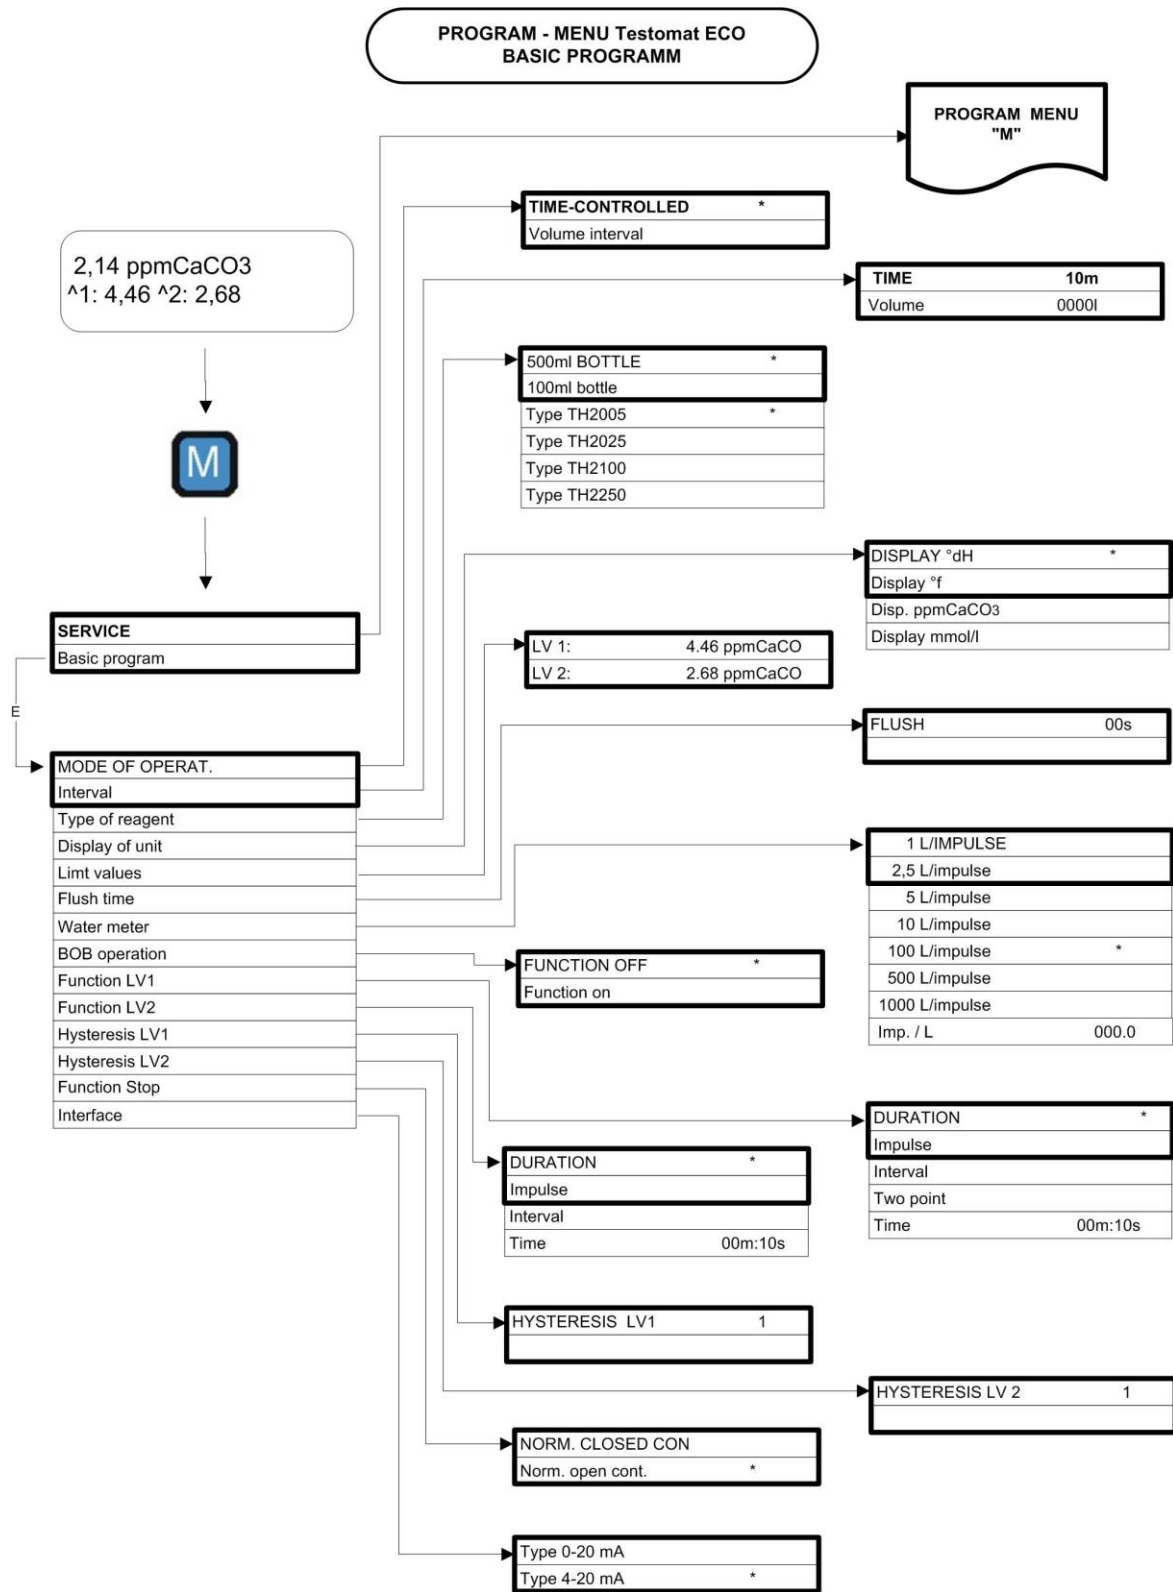 PROGRAM - MENU Testomat ECO
BASIC PROGRAMM
PROGRAM MENU
"M"
TIME-CONTROLLED *
Volume interval
2,14 ppmCaCO3
^1: 4,46 ^2: 2,68
TIME 10m
Volume 0000l
500ml BOTTLE *
100ml bottle
Type TH2005 *
Type TH2025
Type TH2100
Type TH2250
M
DISPLAY °dH *
Display °f
Disp. ppmCaCO3
Display mmol/l
SERVICE
Basic program
E
LV 1: 4.46 ppmCaCO
LV 2: 2.68 ppmCaCO
FLUSH 00s
MODE OF OPERAT.
Interval
Type of reagent
Display of unit
Limt values
Flush time
Water meter
BOB operation
Function LV1
Function LV2
Hysteresis LV1
Hysteresis LV2
Function Stop
Interface
1 L/IMPULSE
2,5 L/impulse
5 L/impulse
10 L/impulse
100 L/impulse *
500 L/impulse
1000 L/impulse
Imp. / L 000.0
FUNCTION OFF *
Function on
DURATION *
Impulse
Interval
Two point
Time 00m:10s
DURATION *
Impulse
Interval
Time 00m:10s
HYSTERESIS LV1 1
HYSTERESIS LV 2 1
NORM. CLOSED CON
Norm. open cont. *
Type 0-20 mA
Type 4-20 mA *